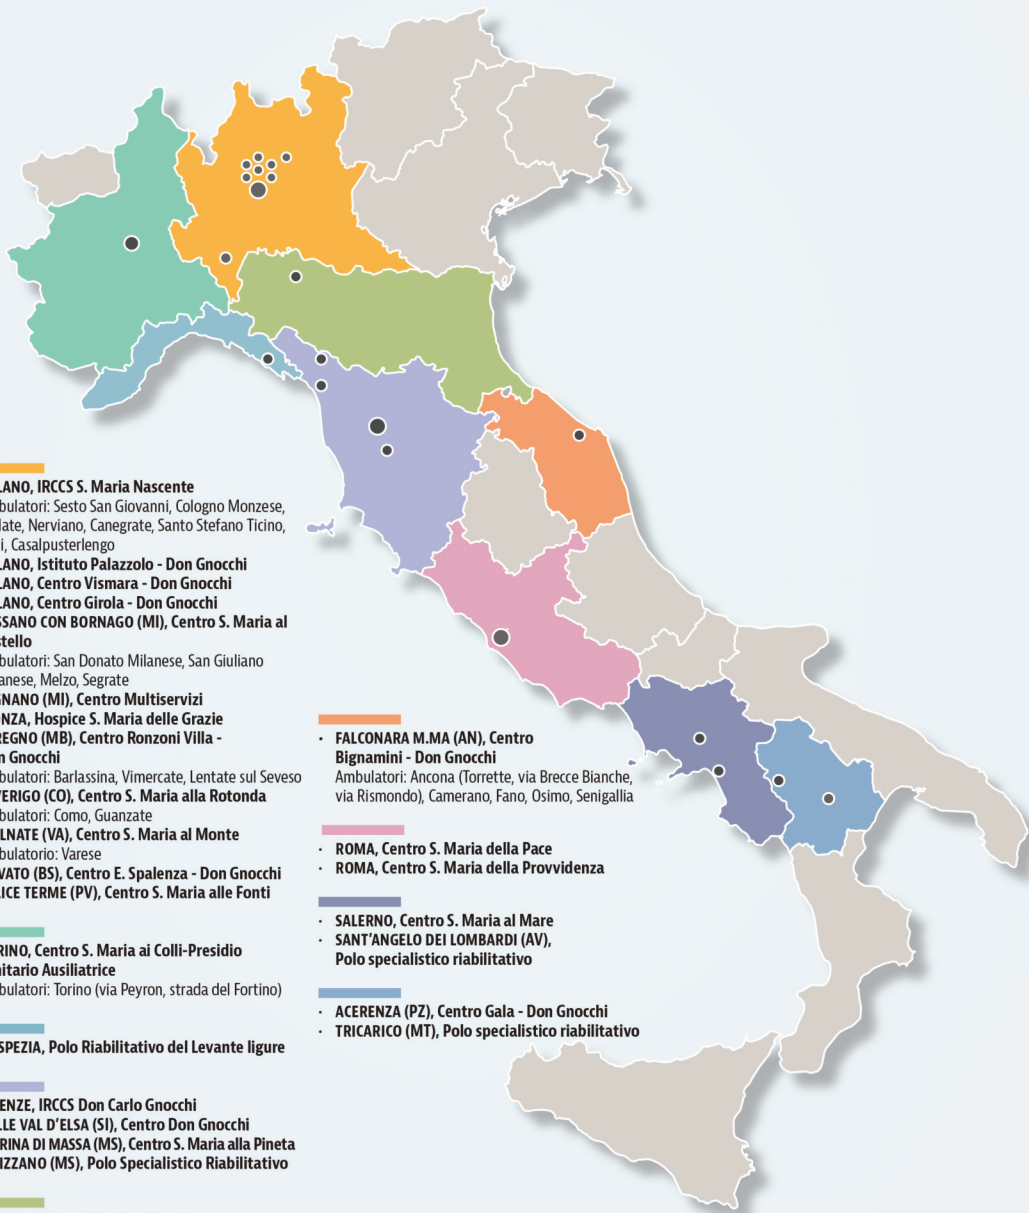 LANO, IRCCS S. Maria Nascente
bulatori: Sesto San Giovanni, Cologno Monzese,
late, Nerviano, Canegrate, Santo Stefano Ticino,
i, Casalpusterlengo
LANO, Istituto Palazzolo - Don Gnocchi
LANO, Centro Vismara - Don Gnocchi
LANO, Centro Girola - Don Gnocchi
SSANO CON BORNAGO (MI), Centro S. Maria al
stello
bulatori: San Donato Milanese, San Giuliano
anese, Melzo, Segrate
GNANO (MI), Centro Multiservizi
NZA, Hospice S. Maria delle Grazie
REGNO (MB), Centro Ronzoni Villa -
n Gnocchi
bulatori: Barlassina, Vimercate, Lentate sul Seveso
VERIGO (CO), Centro S. Maria alla Rotonda
bulatori: Como, Guanzate
LNATE (VA), Centro S. Maria al Monte
bulatorio: Varese
VATO (BS), Centro E. Spalenza - Don Gnocchi
ICE TERME (PV), Centro S. Maria alle Fonti
RINO, Centro S. Maria ai Colli-Presidio
nitario Ausiliatrice
bulatori: Torino (via Peyron, strada del Fortino)
SPEZIA, Polo Riabilitativo del Levante ligure
ENZE, IRCCS Don Carlo Gnocchi
LLE VAL D'ELSA (SI), Centro Don Gnocchi
RINA DI MASSA (MS), Centro S. Maria alla Pineta
IZZANO (MS), Polo Specialistico Riabilitativo
· FALCONARA M.MA (AN), Centro
Bignamini - Don Gnocchi
Ambulatori: Ancona (Torrette, via Brecce Bianche,
via Rismondo), Camerano, Fano, Osimo, Senigallia
· ROMA, Centro S. Maria della Pace
· ROMA, Centro S. Maria della Provvidenza
· SALERNO, Centro S. Maria al Mare
· SANT'ANGELO DEI LOMBARDI (AV),
Polo specialistico riabilitativo
· ACERENZA (PZ), Centro Gala - Don Gnocchi
· TRICARICO (MT), Polo specialistico riabilitativo